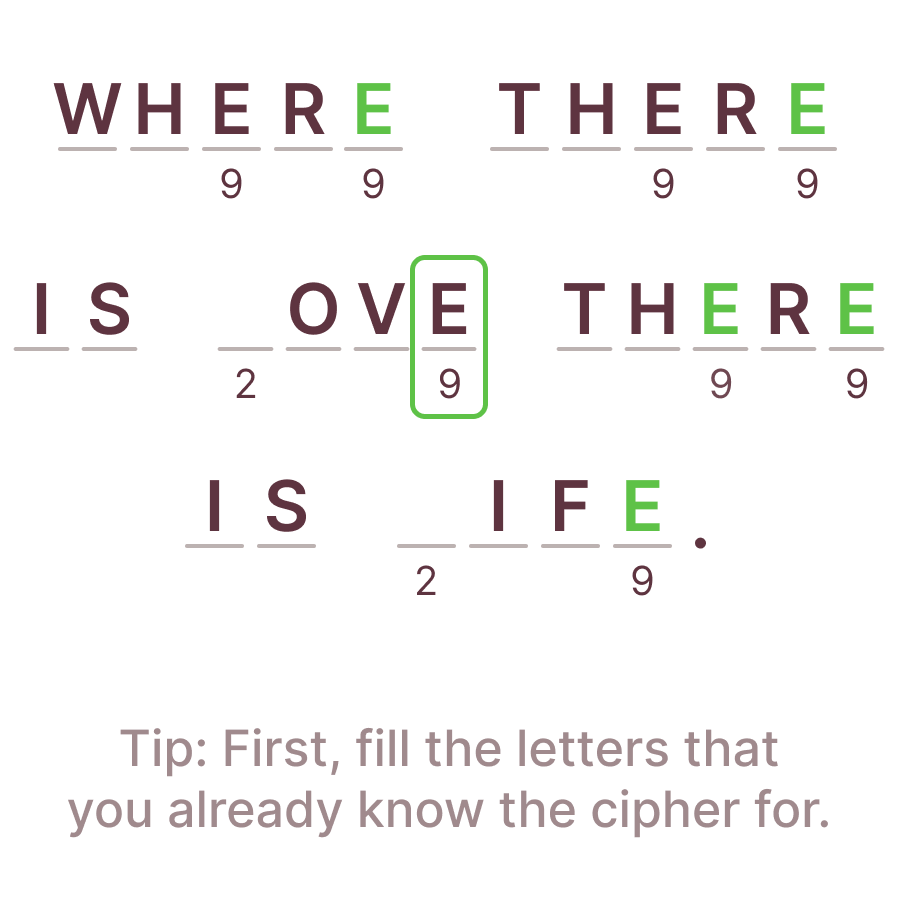 WHERE THERE
9 9 9 9
IS _OVE THERE
2 9 9 9
IS _IFE.
2 9
Tip: First, fill the letters that
you already know the cipher for.